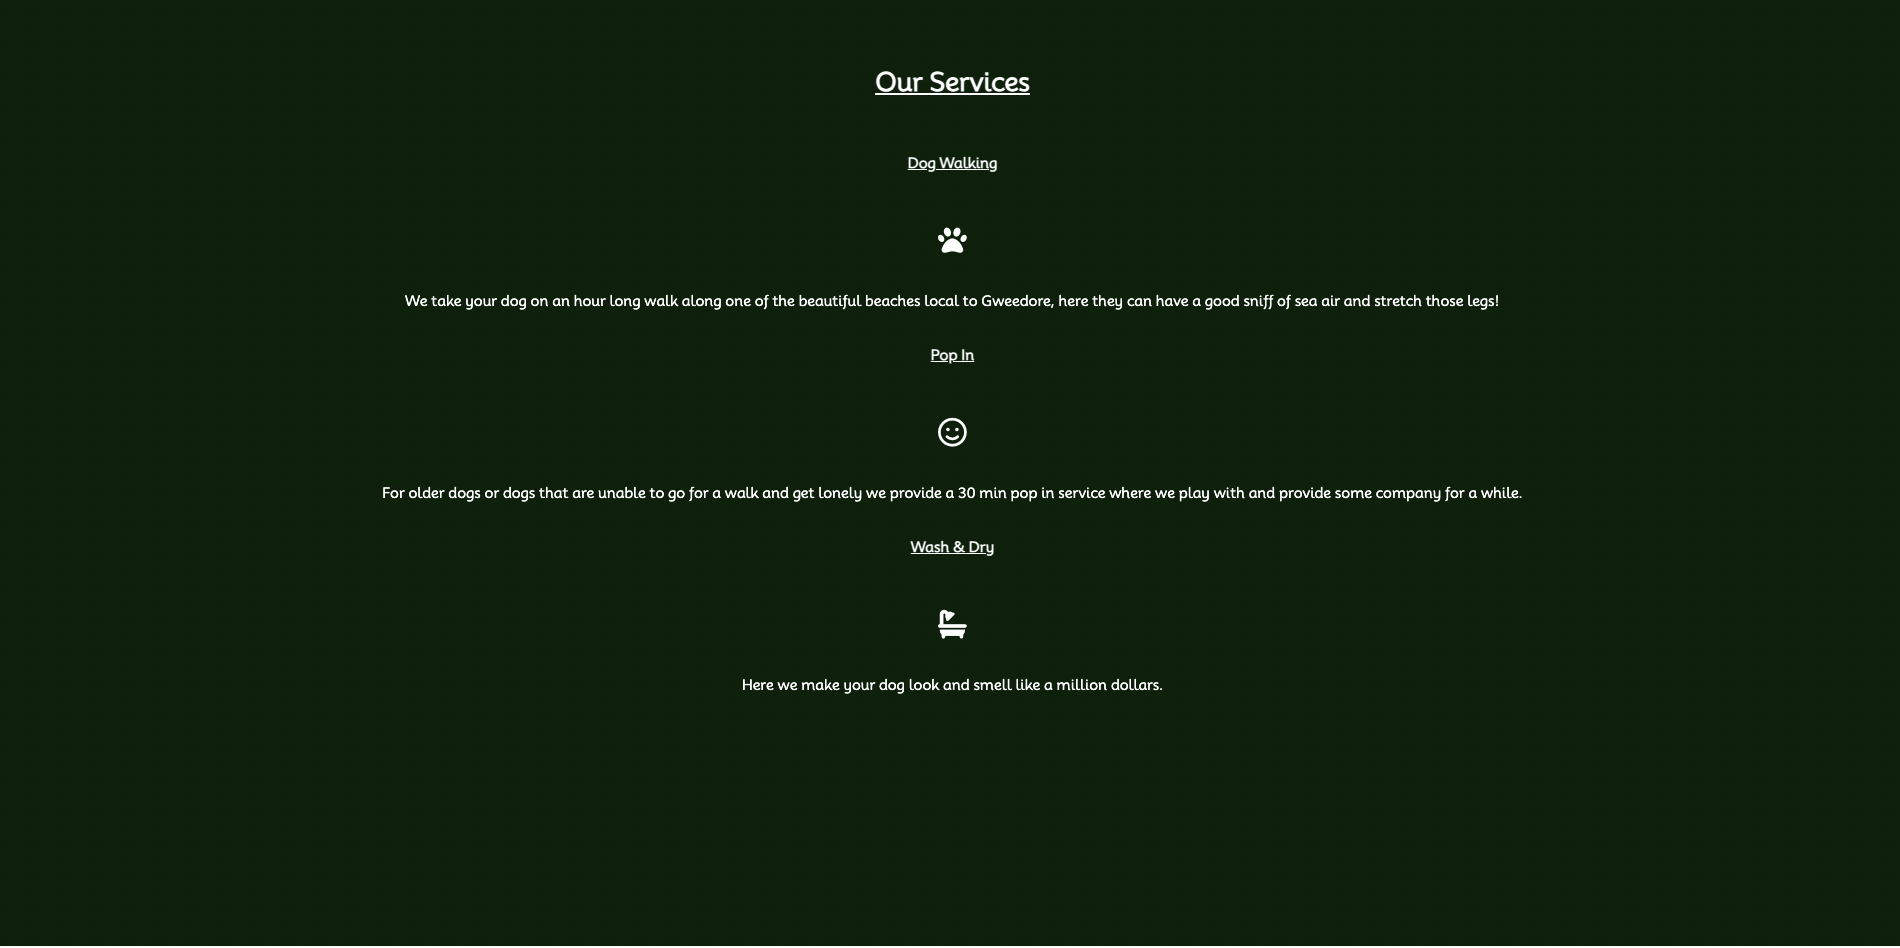 Our Services
Dog Walking
We take your dog on an hour long walk along one of the beautiful beaches local to Gweedore, here they can have a good sniff of sea air and stretch those legs!
Pop In
For older dogs or dogs that are unable to go for a walk and get lonely we provide a 30 min pop in service where we play with and provide some company for a while.
Wash & Dry
Here we make your dog look and smell like a million dollars.